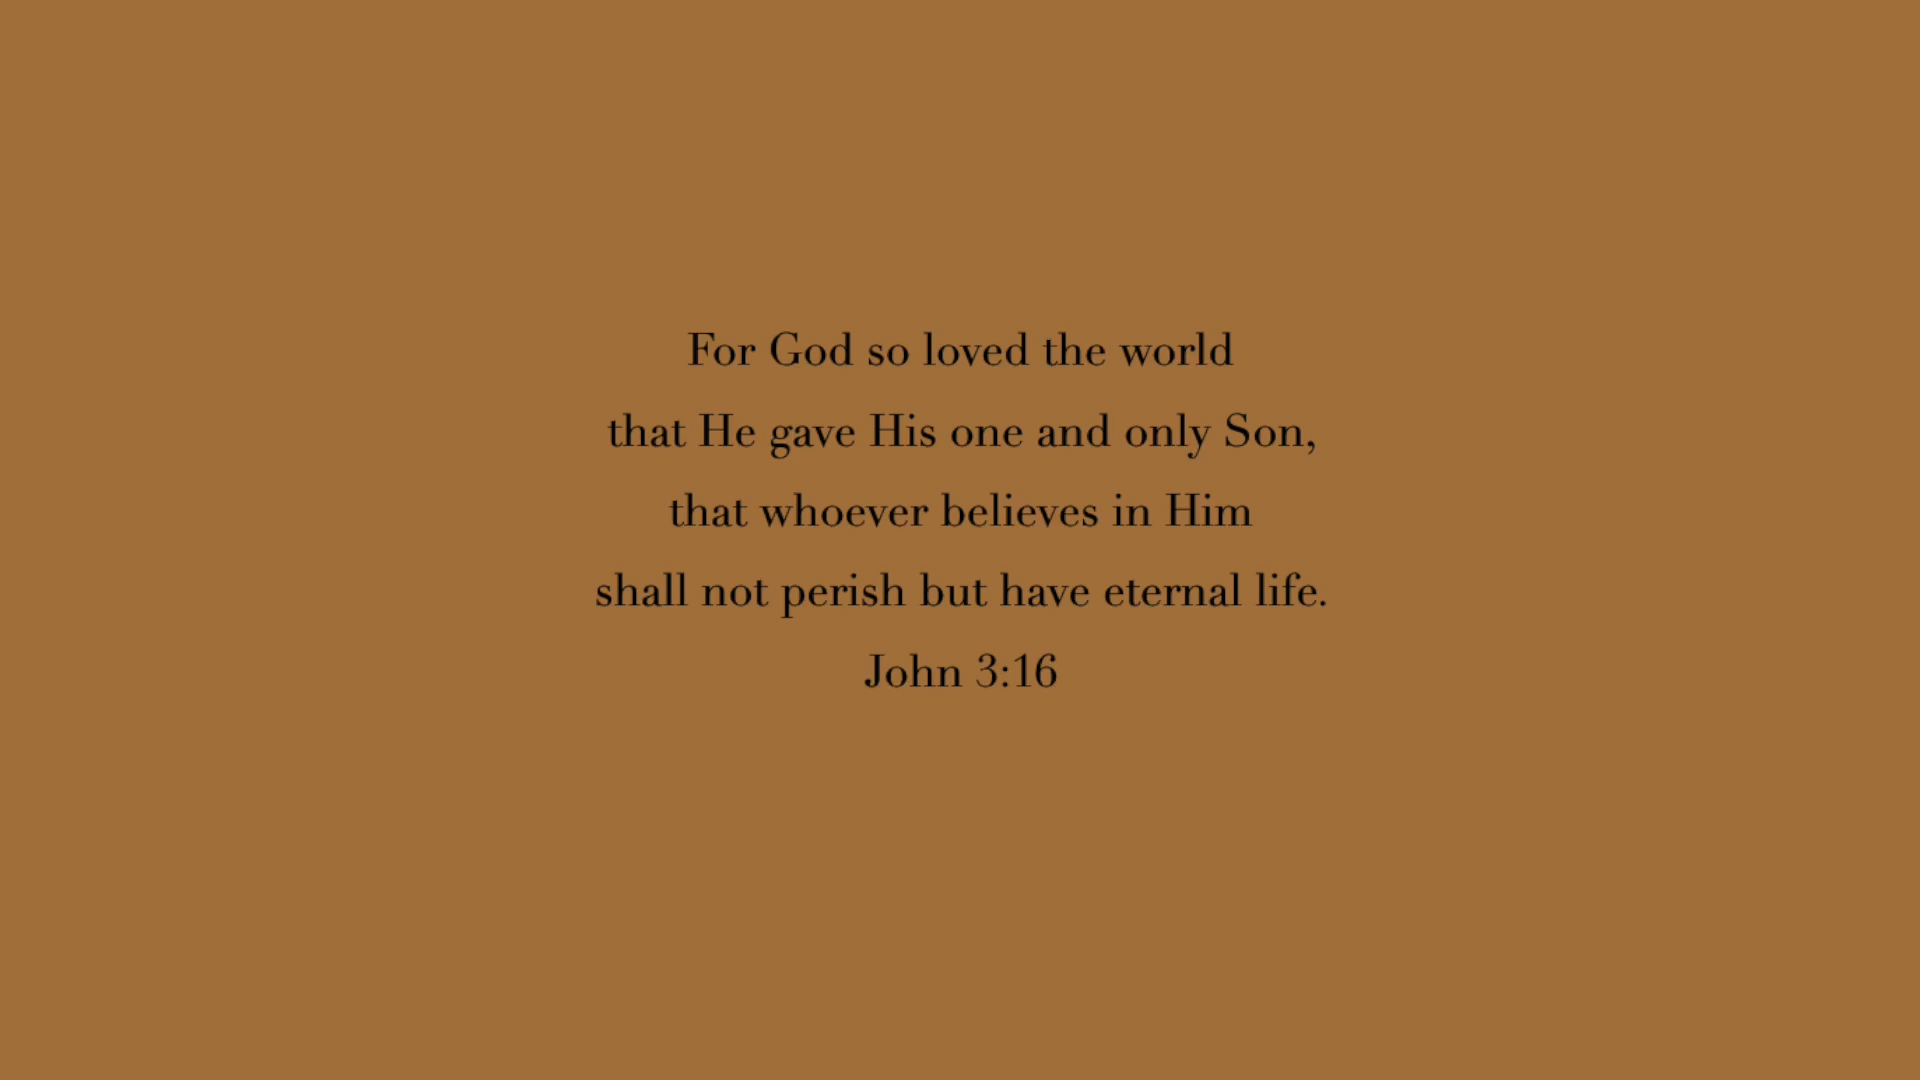 For God so loved the world
that He gave His one and only Son,
that whoever believes in Him
shall not perish but have eternal life.
John 3:16